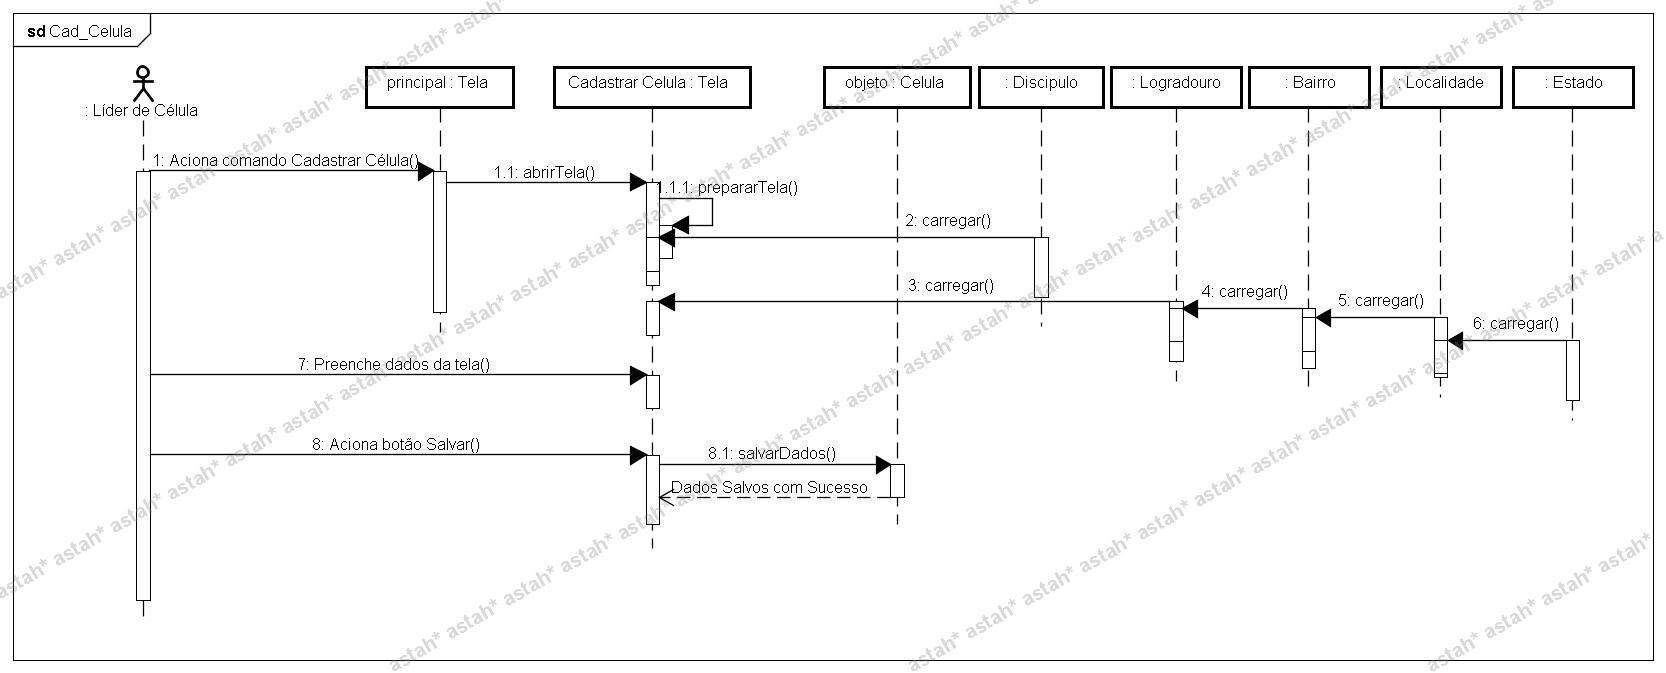 sd Cad_Celula
: Líder de Célula
principal : Tela
Cadastrar Celula : Tela
objeto : Celula
: Discipulo
: Logradouro
: Bairro
: Localidade
: Estado
1: Aciona comando Cadastrar Célula()
1.1: abrirTela()
1.1.1: prepararTela()
2: carregar()
3: carregar()
4: carregar()
5: carregar()
6: carregar()
7: Preenche dados da tela()
8: Aciona botão Salvar()
8.1: salvarDados()
Dados Salvos com Sucesso
astah* astah* astah* astah* astah* astah* astah* astah* astah*